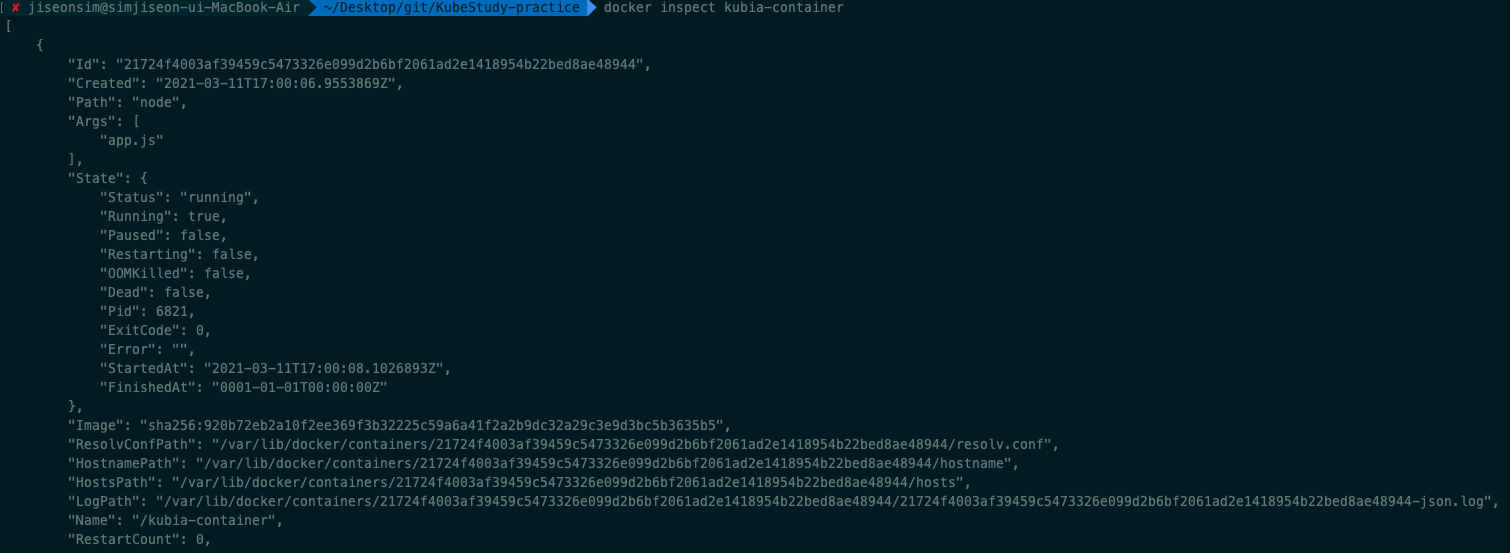 [ ✘ jiseonsim@simjiseon-ui-MacBook-Air ~/Desktop/git/KubeStudy-practice docker inspect kubia-container
[
    {
        "Id": "21724f4003af39459c5473326e099d2b6bf2061ad2e1418954b22bed8ae48944",
        "Created": "2021-03-11T17:00:06.9553869Z",
        "Path": "node",
        "Args": [
            "app.js"
        ],
        "State": {
            "Status": "running",
            "Running": true,
            "Paused": false,
            "Restarting": false,
            "OOMKilled": false,
            "Dead": false,
            "Pid": 6821,
            "ExitCode": 0,
            "Error": "",
            "StartedAt": "2021-03-11T17:00:08.1026893Z",
            "FinishedAt": "0001-01-01T00:00:00Z"
        },
        "Image": "sha256:920b72eb2a10f2ee369f3b32225c59a6a41f2a2b9dc32a29c3e9d3bc5b3635b5",
        "ResolvConfPath": "/var/lib/docker/containers/21724f4003af39459c5473326e099d2b6bf2061ad2e1418954b22bed8ae48944/resolv.conf",
        "HostnamePath": "/var/lib/docker/containers/21724f4003af39459c5473326e099d2b6bf2061ad2e1418954b22bed8ae48944/hostname",
        "HostsPath": "/var/lib/docker/containers/21724f4003af39459c5473326e099d2b6bf2061ad2e1418954b22bed8ae48944/hosts",
        "LogPath": "/var/lib/docker/containers/21724f4003af39459c5473326e099d2b6bf2061ad2e1418954b22bed8ae48944/21724f4003af39459c5473326e099d2b6bf2061ad2e1418954b22bed8ae48944-json.log",
        "Name": "/kubia-container",
        "RestartCount": 0,